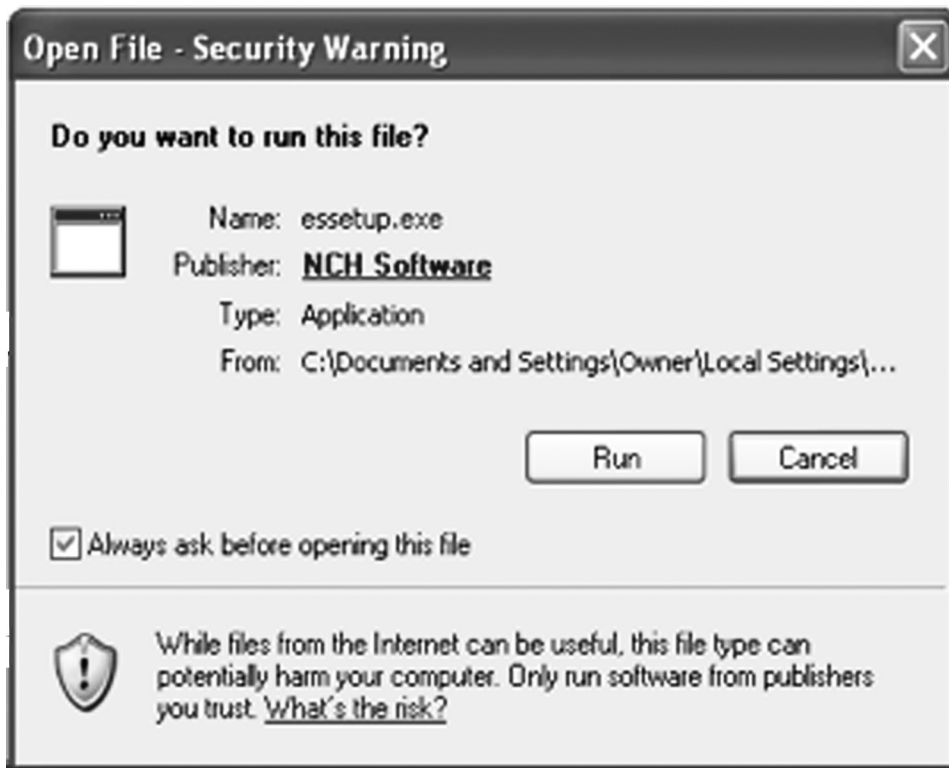 Open File - Security Warning
Do you want to run this file?
Name: essetup.exe
Publisher: NCH Software
Type: Application
From: C:\Documents and Settings\Owner\Local Settings\...
Run Cancel
Always ask before opening this file
While files from the Internet can be useful, this file type can
potentially harm your computer. Only run software from publishers
you trust. What's the risk?